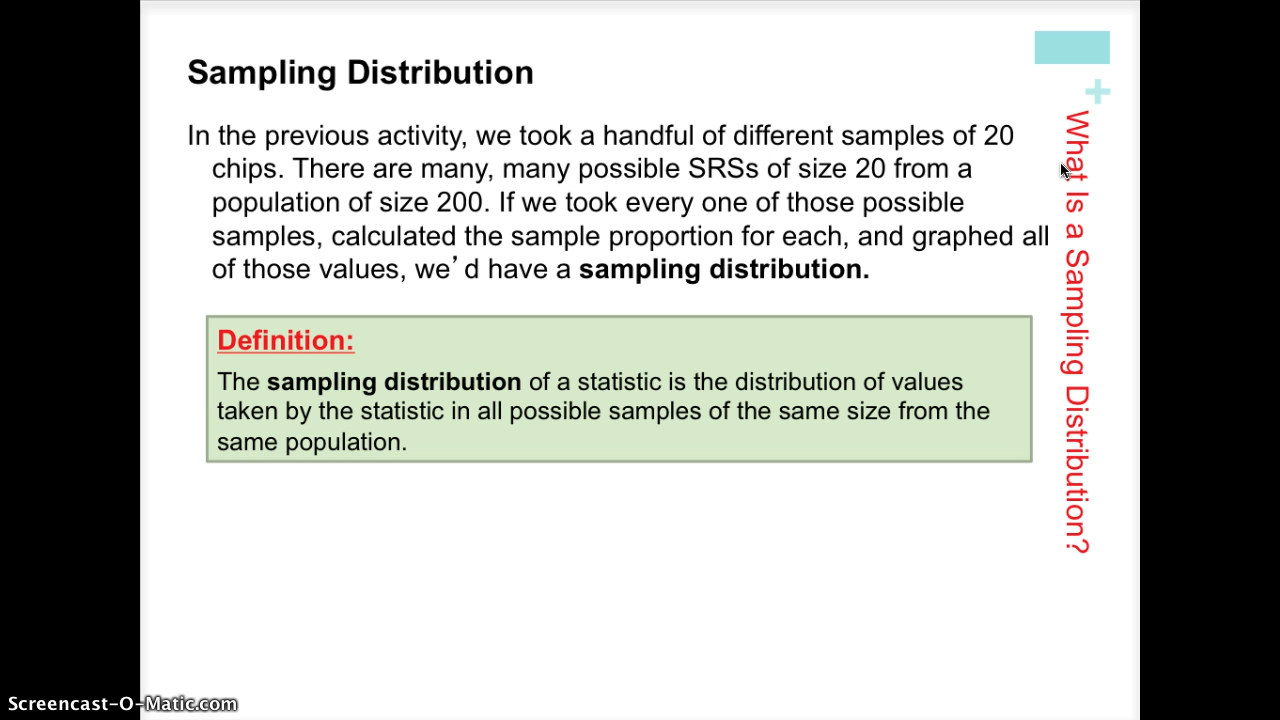 Sampling Distribution
In the previous activity, we took a handful of different samples of 20
chips. There are many, many possible SRSs of size 20 from a
population of size 200. If we took every one of those possible
samples, calculated the sample proportion for each, and graphed all
of those values, we’d have a sampling distribution.
Definition:
The sampling distribution of a statistic is the distribution of values
taken by the statistic in all possible samples of the same size from the
same population.
+
What Is a Sampling Distribution?
Screencast-O-Matic.com